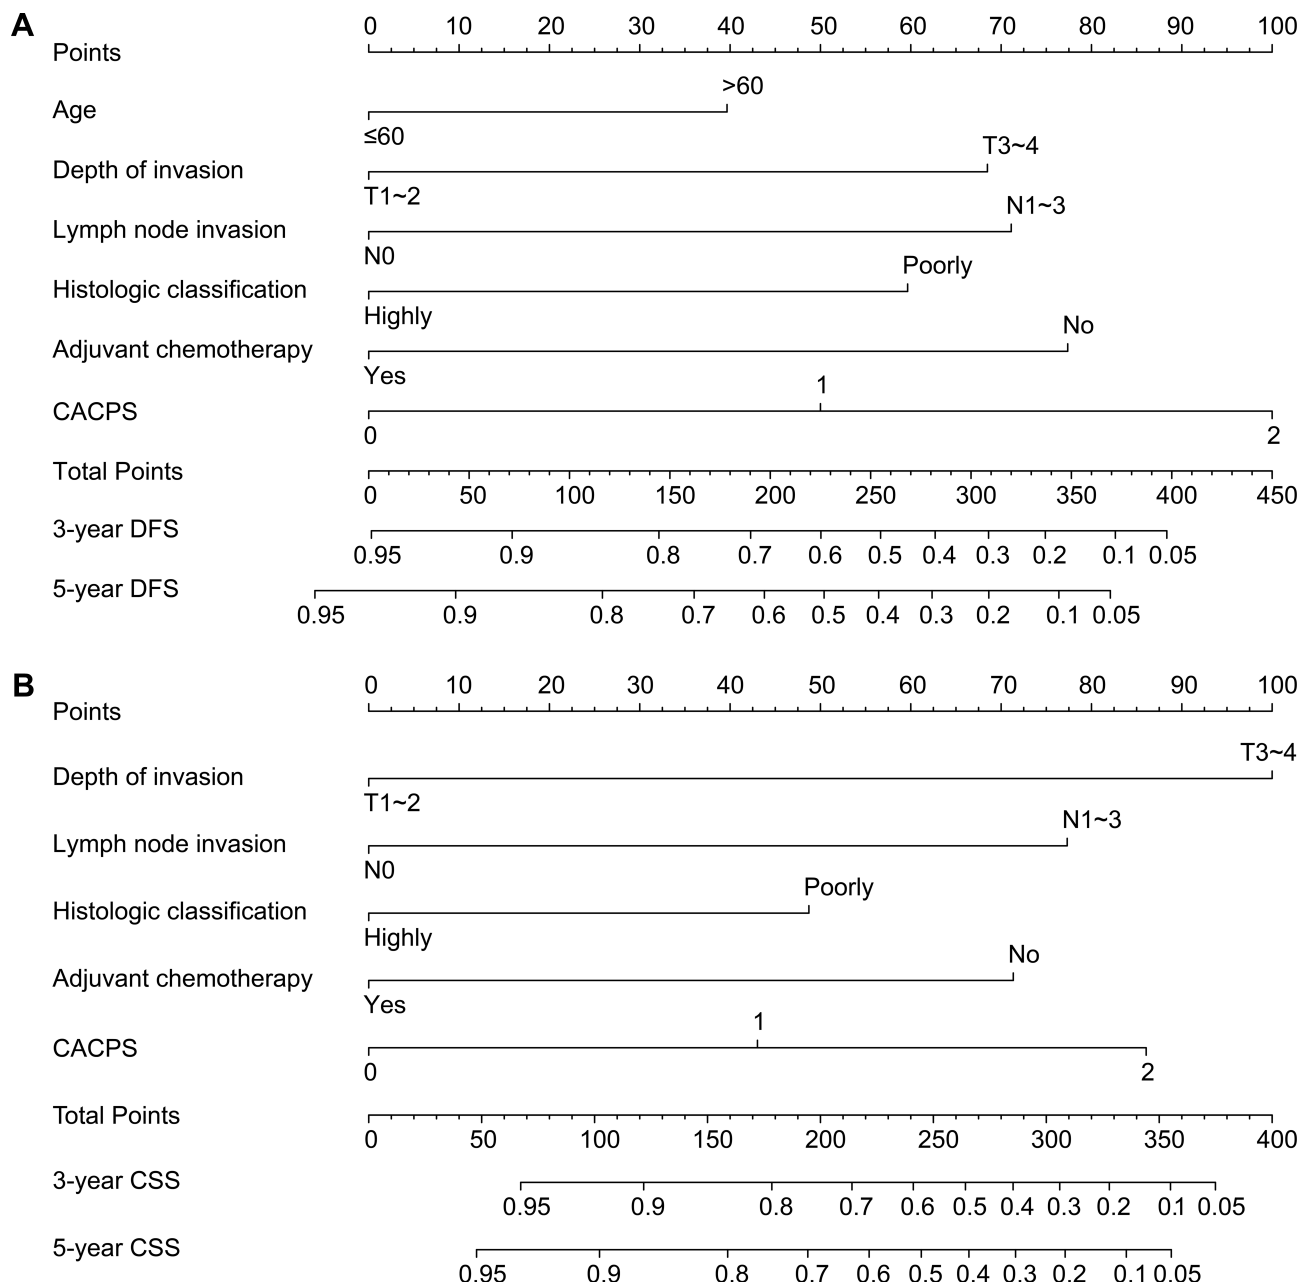 A
0 10 20 30 40 50 60 70 80 90 100
Points
>60
Age
≤60
T3~4
Depth of invasion
T1~2
N1~3
Lymph node invasion
N0
Poorly
Histologic classification
Highly
No
Adjuvant chemotherapy
Yes
1
CACPS
0 2
Total Points
0 50 100 150 200 250 300 350 400 450
3-year DFS
0.95 0.9 0.8 0.7 0.6 0.5 0.4 0.3 0.2 0.1 0.05
5-year DFS
0.95 0.9 0.8 0.7 0.6 0.5 0.4 0.3 0.2 0.1 0.05
B
0 10 20 30 40 50 60 70 80 90 100
Points
T3~4
Depth of invasion
T1~2
N1~3
Lymph node invasion
N0
Poorly
Histologic classification
Highly
No
Adjuvant chemotherapy
Yes
1
CACPS
0 2
Total Points
0 50 100 150 200 250 300 350 400
3-year CSS
0.95 0.9 0.8 0.7 0.6 0.5 0.4 0.3 0.2 0.1 0.05
5-year CSS
0.95 0.9 0.8 0.7 0.6 0.5 0.4 0.3 0.2 0.1 0.05